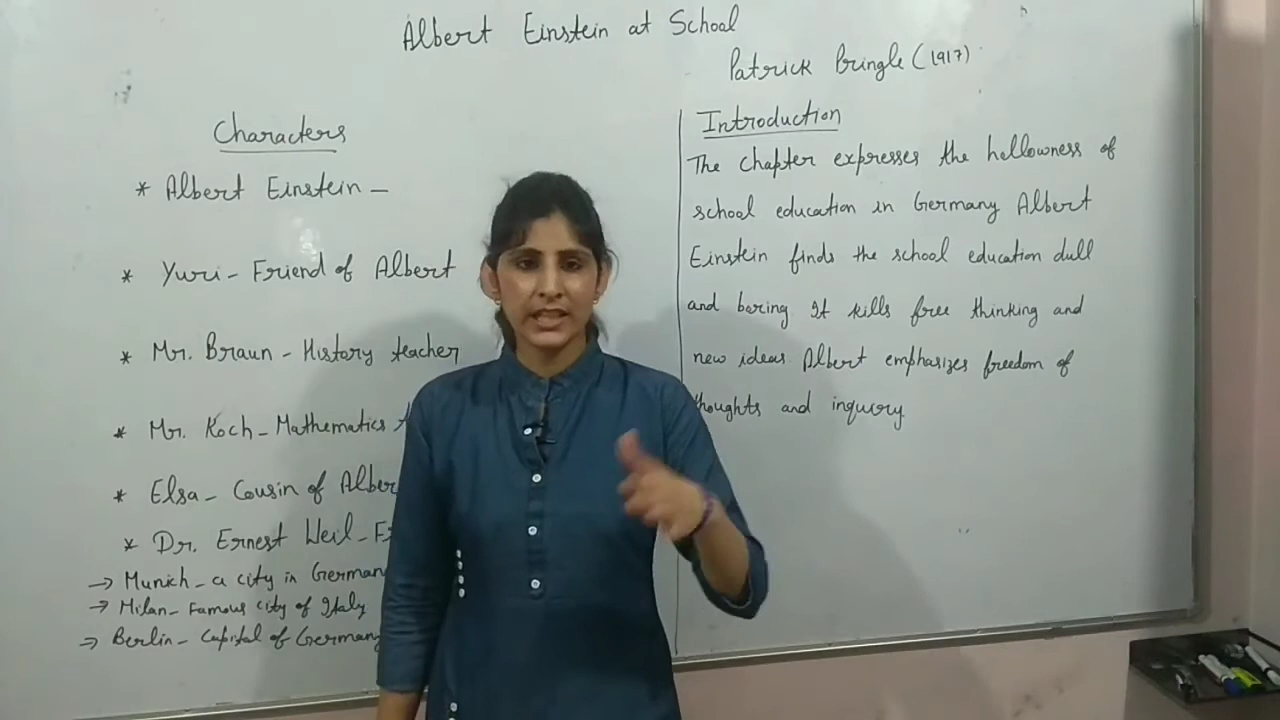 Albert Einstein at School
Patrick Pringle (1917)
Characters
* Albert Einstein -
* Yuri - Friend of Albert
* Mr. Braun - History teacher
* Mr. Koch - Mathematics
* Elsa - Cousin of Alber
* Dr. Ernest Weil -
→ Munich - a city in German
→ Milan - Famous city of Italy
→ Berlin - Capital of Germany
Introduction
The chapter expresses the hollowness of
school education in Germany Albert
Einstein finds the school education dull
and boring It kills free thinking and
new ideas Albert emphasizes freedom of
thoughts and inquiry